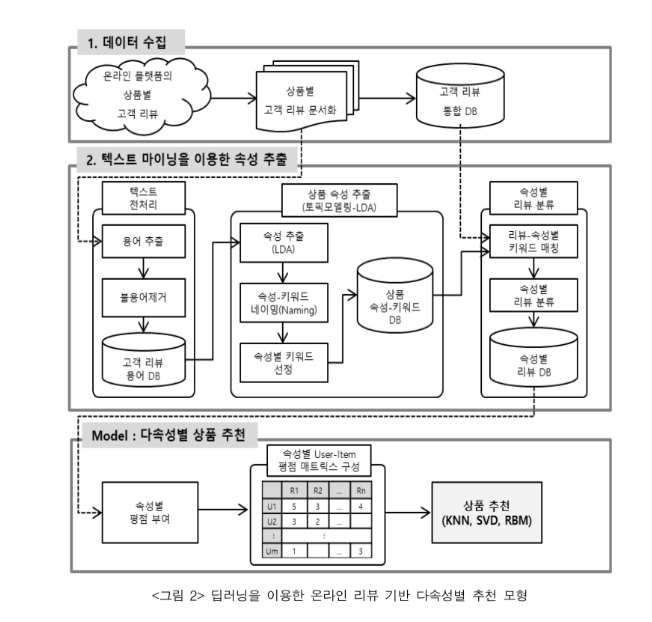 1. 데이터 수집
온라인 플랫폼의
상품별
고객 리뷰
상품별
고객 리뷰 문서화
고객 리뷰
통합 DB
2. 텍스트 마이닝을 이용한 속성 추출
텍스트
전처리
용어 추출
불용어제거
고객 리뷰
용어 DB
상품 속성 추출
(토픽모델링-LDA)
속성 추출
(LDA)
속성-키워드
네이밍(Naming)
속성별 키워드
선정
상품
속성-키워드
DB
속성별
리뷰 분류
리뷰-속성별
키워드 매칭
속성별
리뷰 분류
속성별
리뷰 DB
Model : 다속성별 상품 추천
속성별
평점 부여
속성별 User-Item
평점 매트릭스 구성
R1 R2 ... Rn
U1 5 3 ... 4
U2 3 2 ...
! !
Um 1 ... 3
상품 추천
(KNN, SVD, RBM)
<그림 2> 딥러닝을 이용한 온라인 리뷰 기반 다속성별 추천 모형